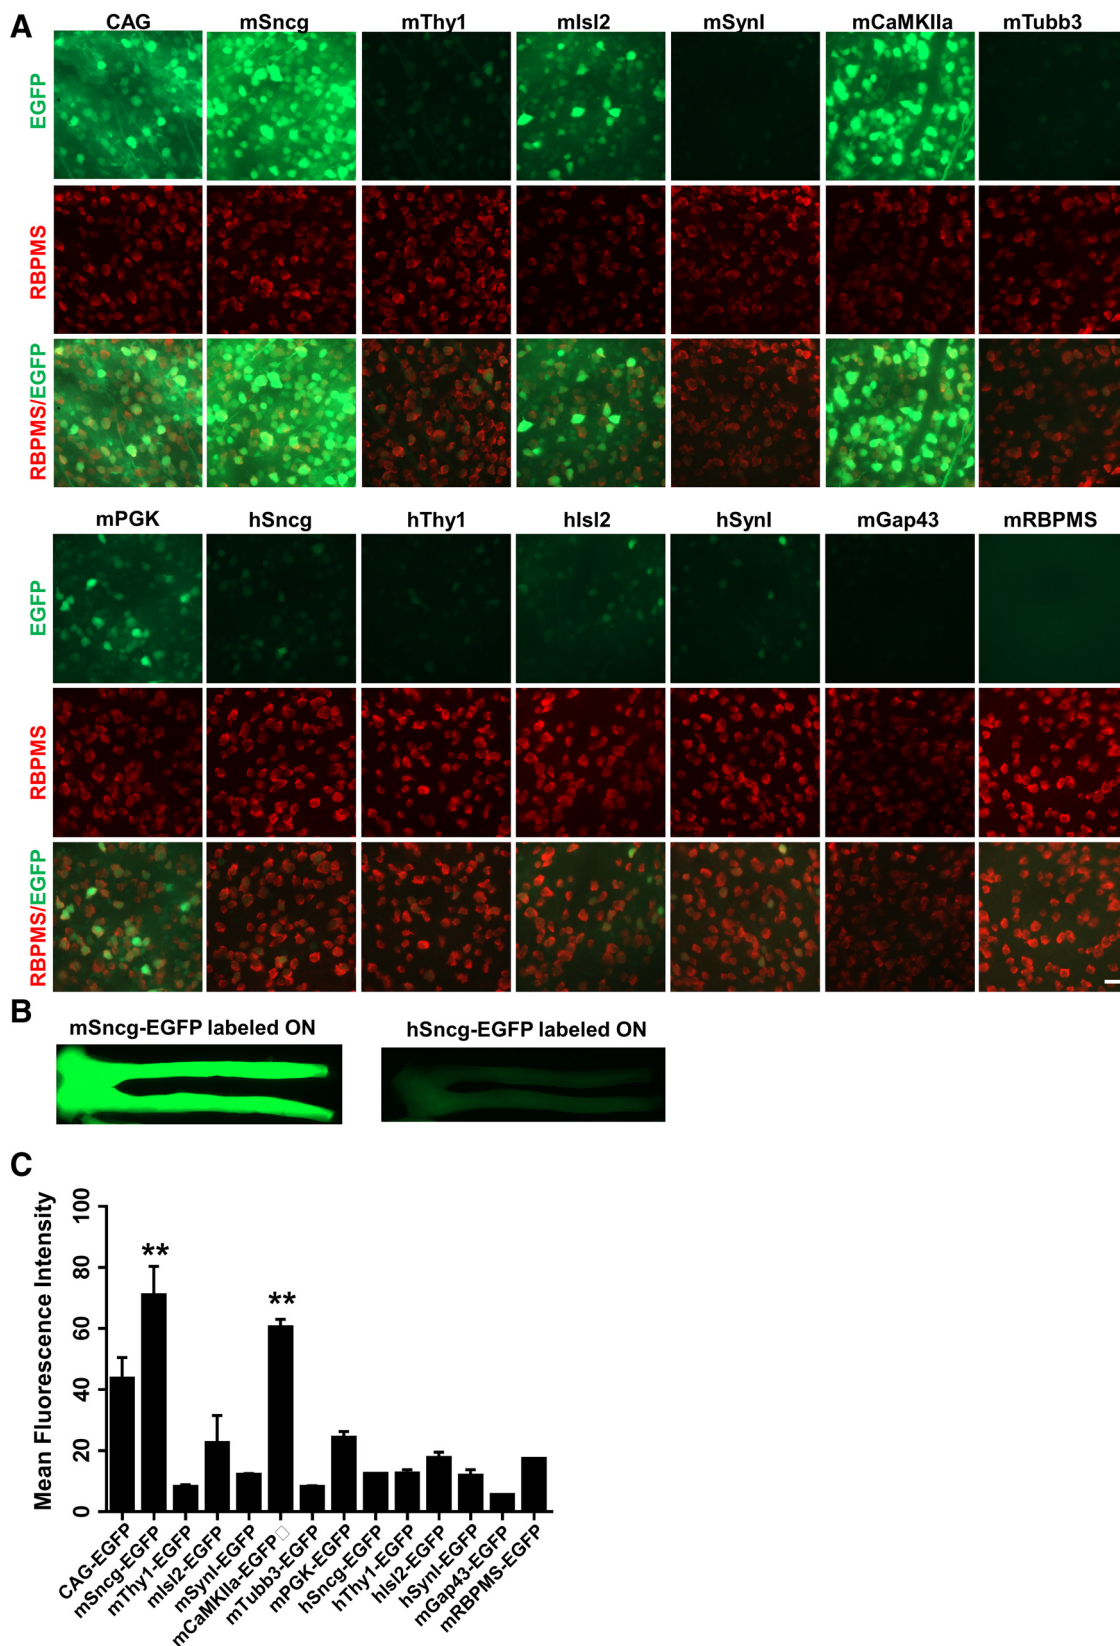 A
CAG mSncg mThy1 mIsl2 mSynI mCaMKIIa mTubb3
EGFP
RBPMS
RBPMS/EGFP
mPGK hSncg hThy1 hIsl2 hSynI mGap43 mRBPMS
EGFP
RBPMS
RBPMS/EGFP
B
mSncg-EGFP labeled ON hSncg-EGFP labeled ON
C
Mean Fluorescence Intensity
100
80
60
40
20
0
**
**
CAG-EGFP
mSncg-EGFP
mThy1-EGFP
mIsl2-EGFP
mSynI-EGFP
mCaMKIIa-EGFP□
mTubb3-EGFP
mPGK-EGFP
hSncg-EGFP
hThy1-EGFP
hIsl2-EGFP
hSynI-EGFP
mGap43-EGFP
mRBPMS-EGFP